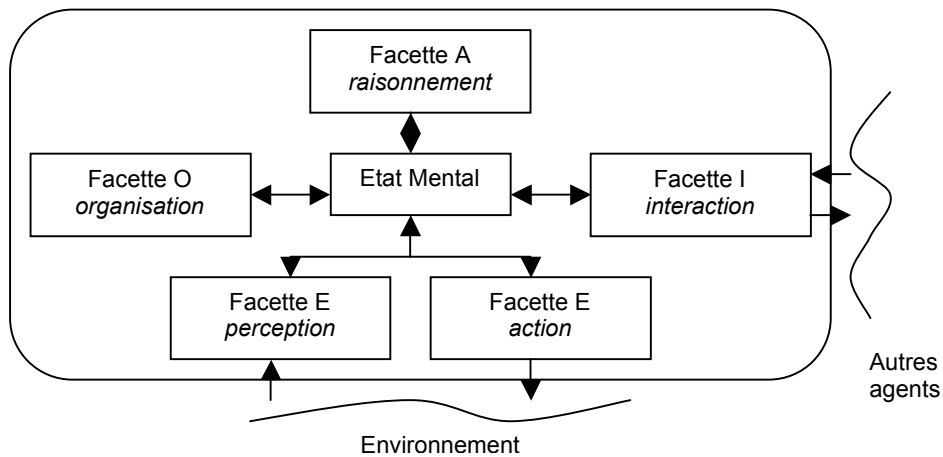 Facette A
raisonnement
Facette O
organisation
Etat Mental
Facette I
interaction
Facette E
perception
Facette E
action
Autres
agents
Environnement